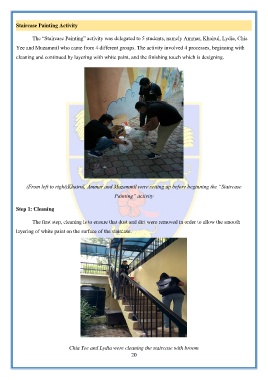 Staircase Painting Activity
The "Staircase Painting" activity was delegated to 5 students, namely Ammar, Khairul, Lydia, Chia
Yee and Muzammil who came from 4 different groups. The activity involved 4 processes, beginning with
cleaning and continued by layering with white paint, and the finishing touch which is designing.
(From left to right)Khairul, Ammar and Muzammil were setting up before beginning the "Staircase
Painting" activity
Step 1: Cleaning
The first step, cleaning is to ensure that dust and dirt were removed in order to allow the smooth
layering of white paint on the surface of the staircase.
Chia Yee and Lydia were cleaning the staircase with broom
20